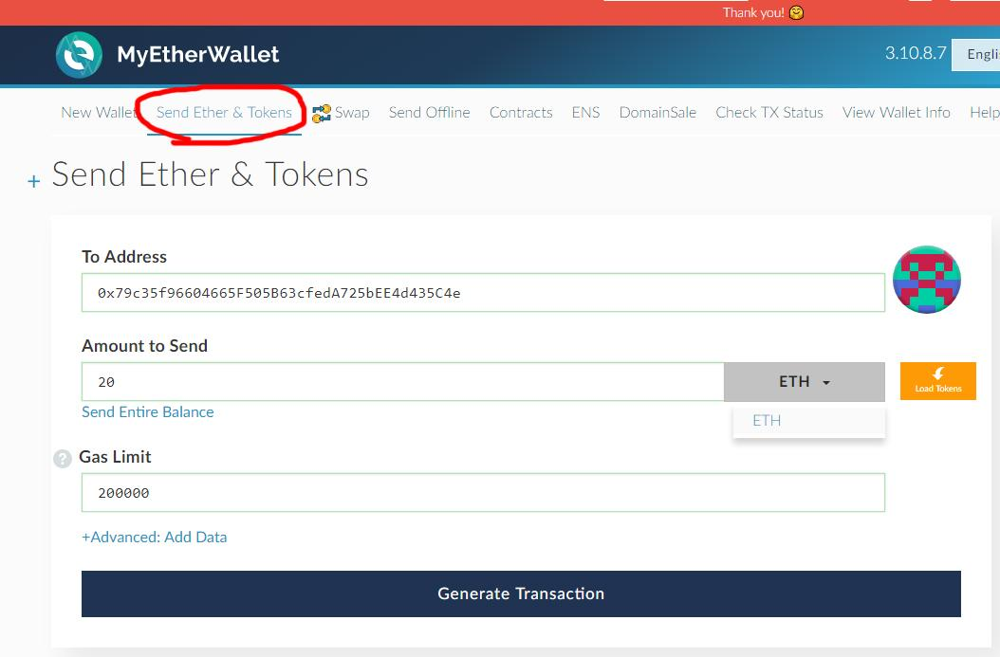 Thank you! 🤗
MyEtherWallet
3.10.8.7 Engli
New Wallet Send Ether & Tokens Swap Send Offline Contracts ENS DomainSale Check TX Status View Wallet Info Help
+ Send Ether & Tokens
To Address
0x79c35f96604665F505B63cfedA725bEE4d435C4e
Amount to Send
20 ETH
Load Tokens
Send Entire Balance
ETH
? Gas Limit
200000
+Advanced: Add Data
Generate Transaction